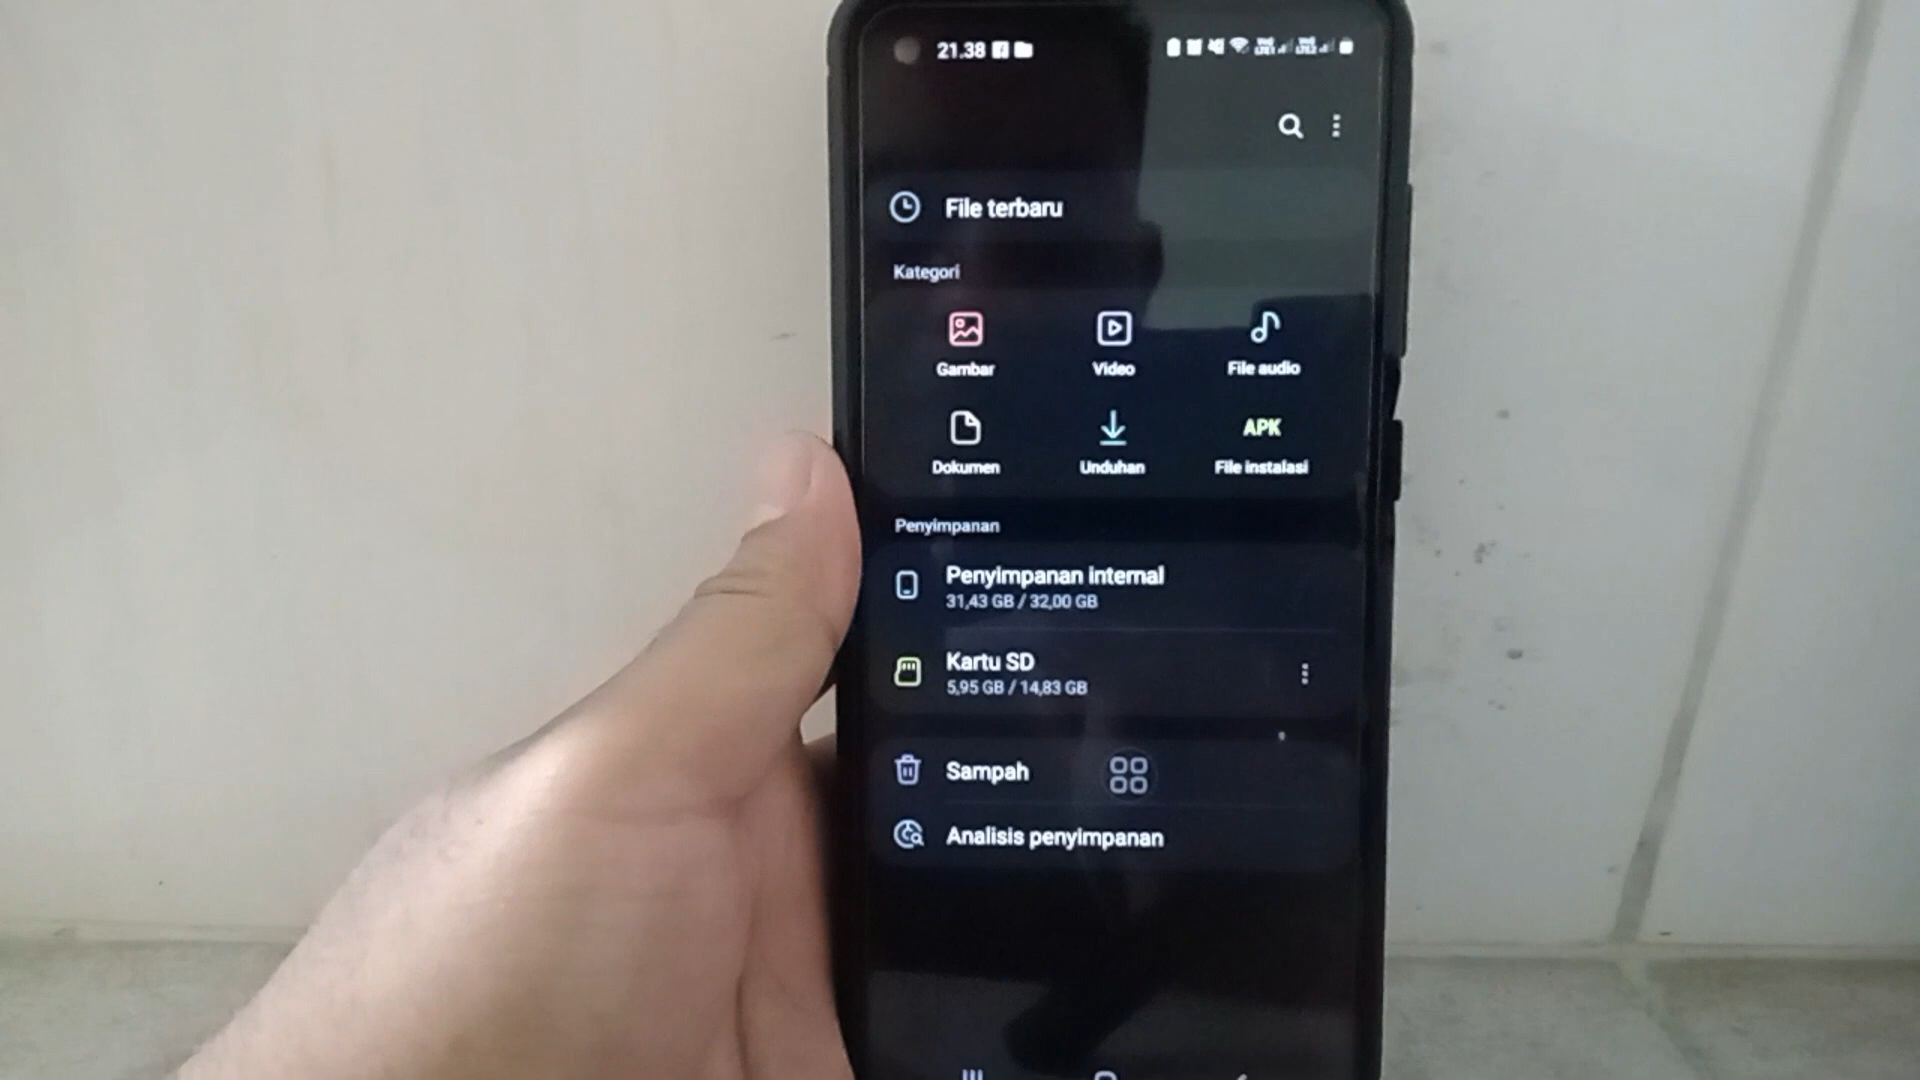 21.38
File terbaru
Kategori
Gambar
Video
File audio
APK
Dokumen
Unduhan
File instalasi
Penyimpanan
Penyimpanan internal
31,43 GB / 32,00 GB
Kartu SD
5,95 GB / 14,83 GB
Sampah
Analisis penyimpanan